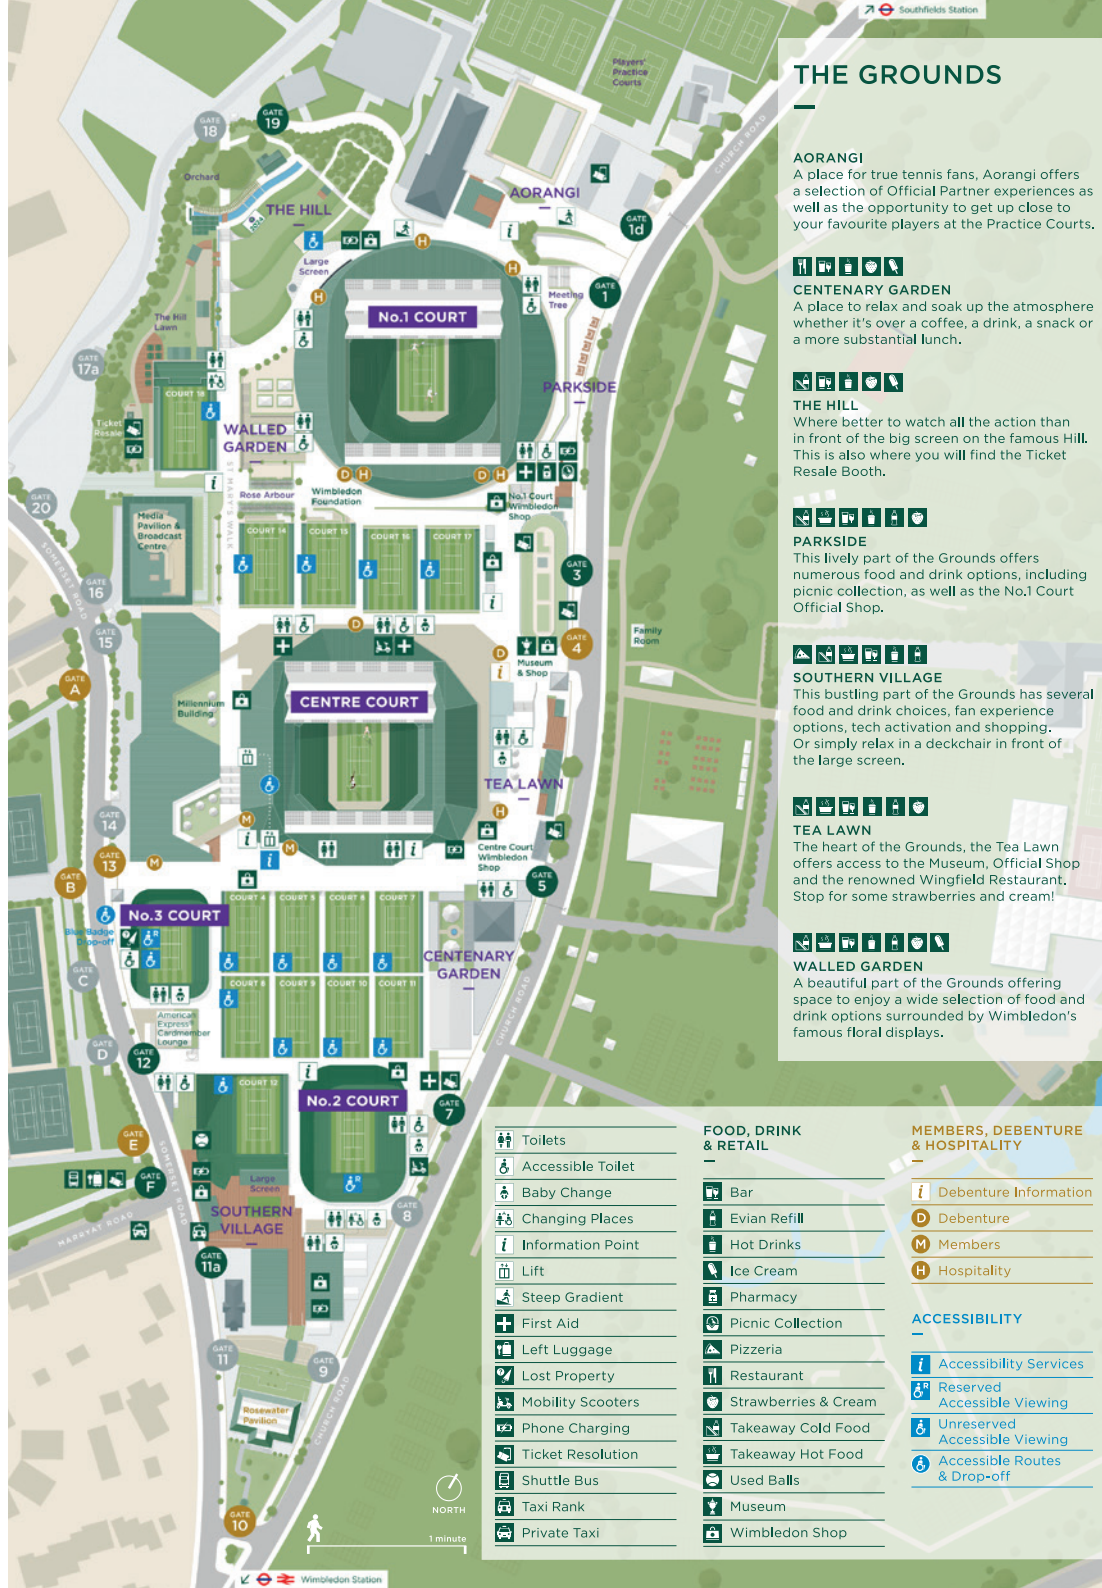 Southfields Station
Players'
Practice
Courts
CHURCH ROAD
GATE
19
GATE
18
Orchard
THE HILL
2024
AORANGI
GATE
1d
Large
Screen
No.1 COURT
Meeting
Tree
GATE
1
The Hill
Lawn
GATE
17a
PARKSIDE
COURT 18
Ticket
Resale
WALLED
GARDEN
ST MARY'S WALK
Rose Arbour
Wimbledon
Foundation
No.1 Court
Wimbledon
Shop
GATE
20
Media
Pavilion &
Broadcast
Centre
SOMERSET ROAD
COURT 14
COURT 15
COURT 16
COURT 17
GATE
3
GATE
16
GATE
15
GATE
4
Family
Room
Museum
& Shop
GATE
A
Millennium
Building
CENTRE COURT
TEA LAWN
GATE
14
GATE
13
Centre Court
Wimbledon
Shop
GATE
B
GATE
5
No.3 COURT
COURT 4
COURT 5
COURT 6
COURT 7
Blue Badge
Drop-off
CENTENARY
GARDEN
GATE
C
COURT 8
COURT 9
COURT 10
COURT 11
American
Express®
Cardmember
Lounge
CHURCH ROAD
GATE
D
GATE
12
COURT 12
No.2 COURT
GATE
7
GATE
E
SOMERSET ROAD
GATE
F
Large
Screen
SOUTHERN
VILLAGE
GATE
8
MARRYAT ROAD
GATE
11a
GATE
11
GATE
9
Rosewater
Pavilion
CHURCH ROAD
GATE
10
NORTH
1 minute
Wimbledon Station
THE GROUNDS
AORANGI
A place for true tennis fans, Aorangi offers
a selection of Official Partner experiences as
well as the opportunity to get up close to
your favourite players at the Practice Courts.
CENTENARY GARDEN
A place to relax and soak up the atmosphere
whether it's over a coffee, a drink, a snack or
a more substantial lunch.
THE HILL
Where better to watch all the action than
in front of the big screen on the famous Hill.
This is also where you will find the Ticket
Resale Booth.
PARKSIDE
This lively part of the Grounds offers
numerous food and drink options, including
picnic collection, as well as the No.1 Court
Official Shop.
SOUTHERN VILLAGE
This bustling part of the Grounds has several
food and drink choices, fan experience
options, tech activation and shopping.
Or simply relax in a deckchair in front of
the large screen.
TEA LAWN
The heart of the Grounds, the Tea Lawn
offers access to the Museum, Official Shop
and the renowned Wingfield Restaurant.
Stop for some strawberries and cream!
WALLED GARDEN
A beautiful part of the Grounds offering
space to enjoy a wide selection of food and
drink options surrounded by Wimbledon's
famous floral displays.
Toilets
Accessible Toilet
Baby Change
Changing Places
i Information Point
Lift
Steep Gradient
First Aid
Left Luggage
Lost Property
Mobility Scooters
Phone Charging
Ticket Resolution
Shuttle Bus
Taxi Rank
Private Taxi
FOOD, DRINK
& RETAIL
Bar
Evian Refill
Hot Drinks
Ice Cream
Pharmacy
Picnic Collection
Pizzeria
Restaurant
Strawberries & Cream
Takeaway Cold Food
Takeaway Hot Food
Used Balls
Museum
Wimbledon Shop
MEMBERS, DEBENTURE
& HOSPITALITY
i Debenture Information
D Debenture
M Members
H Hospitality
ACCESSIBILITY
i Accessibility Services
R Reserved
Accessible Viewing
Unreserved
Accessible Viewing
Accessible Routes
& Drop-off